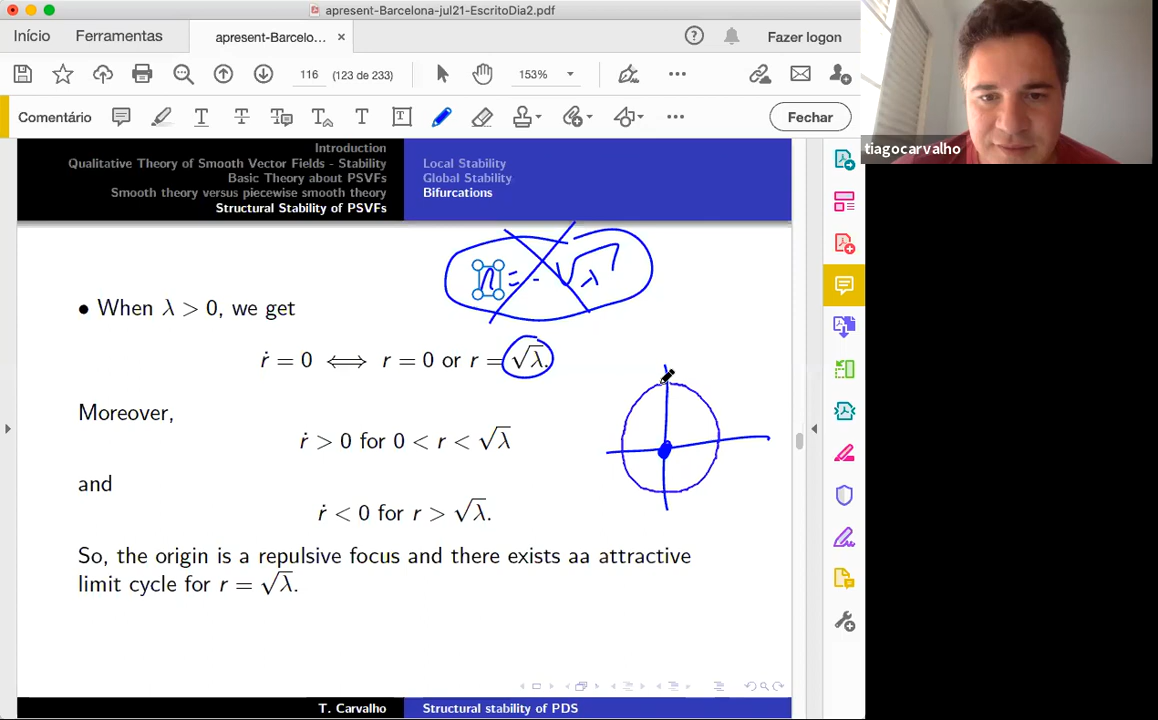 apresent-Barcelona-jul21-EscritoDia2.pdf
Início
Ferramentas
apresent-Barcelo...
Fazer logon
116
(123 de 233)
153%
Comentário
Fechar
tiagocarvalho
Introduction
Qualitative Theory of Smooth Vector Fields - Stability
Basic Theory about PSVFs
Smooth theory versus piecewise smooth theory
Structural Stability of PSVFs
Local Stability
Global Stability
Bifurcations
r = -√λ
• When λ > 0, we get
ṙ = 0 ⟺ r = 0 or r = √λ.
Moreover,
ṙ > 0 for 0 < r < √λ
and
ṙ < 0 for r > √λ.
So, the origin is a repulsive focus and there exists aa attractive
limit cycle for r = √λ.
T. Carvalho
Structural stability of PDS